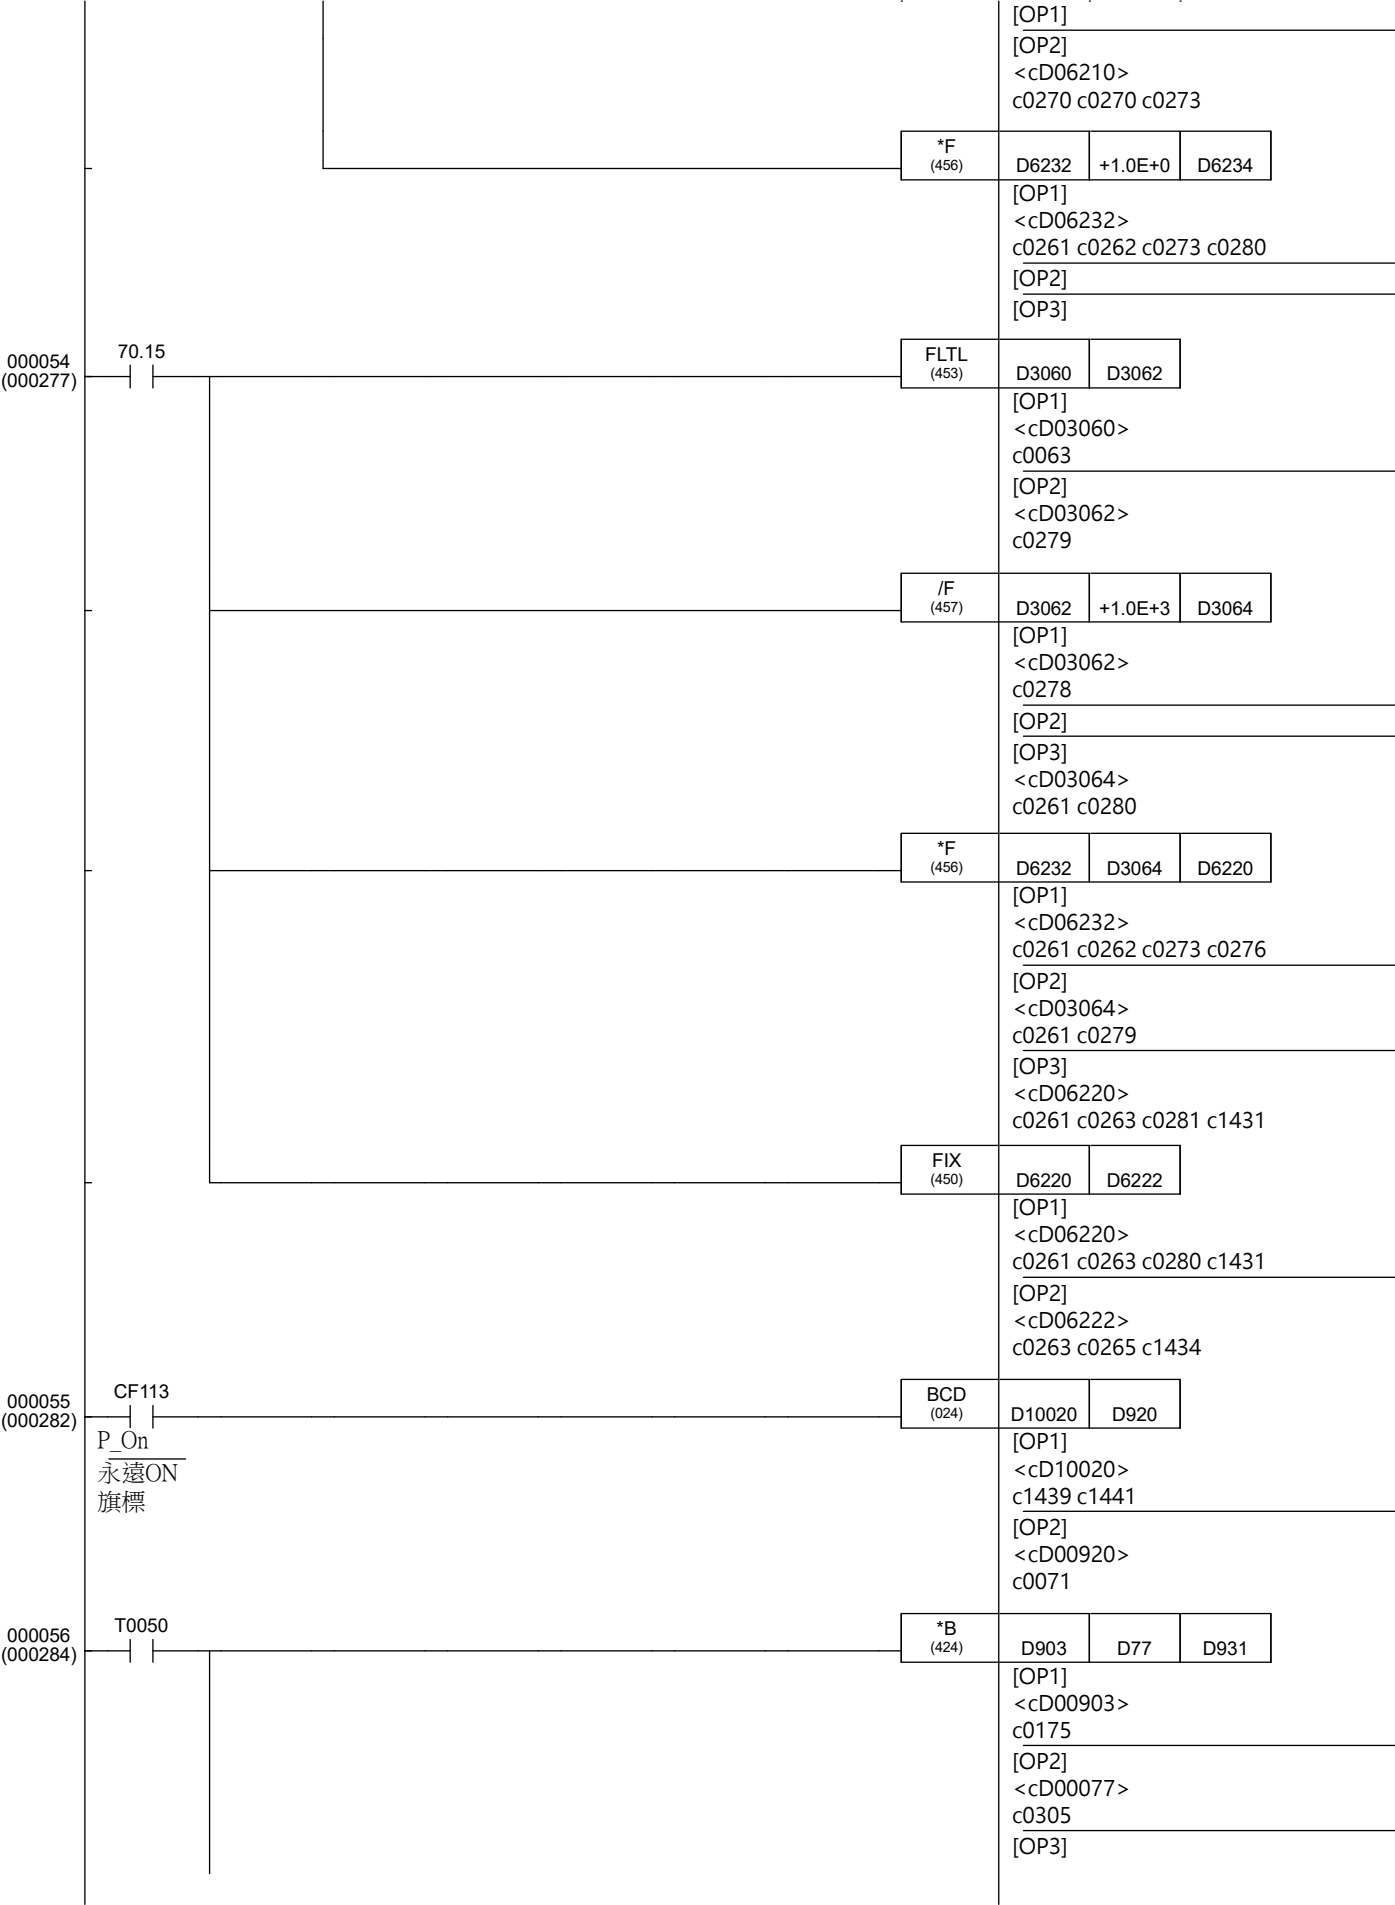 [OP1]
[OP2]
<cD06210>
c0270 c0270 c0273
*F
(456)
D6232 +1.0E+0 D6234
[OP1]
<cD06232>
c0261 c0262 c0273 c0280
[OP2]
[OP3]
000054
(000277)
70.15
FLTL
(453)
D3060 D3062
[OP1]
<cD03060>
c0063
[OP2]
<cD03062>
c0279
/F
(457)
D3062 +1.0E+3 D3064
[OP1]
<cD03062>
c0278
[OP2]
[OP3]
<cD03064>
c0261 c0280
*F
(456)
D6232 D3064 D6220
[OP1]
<cD06232>
c0261 c0262 c0273 c0276
[OP2]
<cD03064>
c0261 c0279
[OP3]
<cD06220>
c0261 c0263 c0281 c1431
FIX
(450)
D6220 D6222
[OP1]
<cD06220>
c0261 c0263 c0280 c1431
[OP2]
<cD06222>
c0263 c0265 c1434
000055
(000282)
CF113
P_On
永遠ON
旗標
BCD
(024)
D10020 D920
[OP1]
<cD10020>
c1439 c1441
[OP2]
<cD00920>
c0071
000056
(000284)
T0050
*B
(424)
D903 D77 D931
[OP1]
<cD00903>
c0175
[OP2]
<cD00077>
c0305
[OP3]